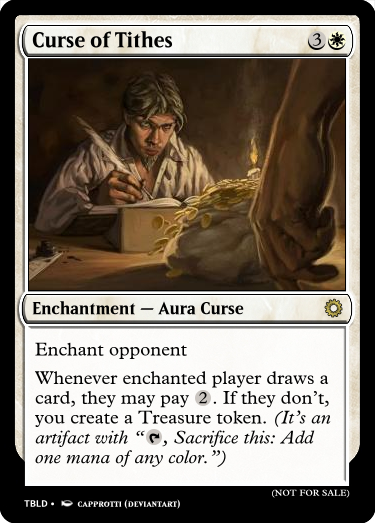 Curse of Tithes 3
Enchantment — Aura Curse
Enchant opponent
Whenever enchanted player draws a
card, they may pay 2. If they don't,
you create a Treasure token. (It's an
artifact with “, Sacrifice this: Add
one mana of any color.”)
(NOT FOR SALE)
TBLD • CAPPROTTI (DEVIANTART)